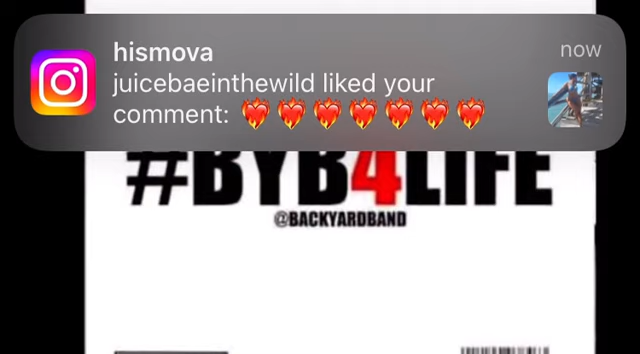 hismova
now
juicebaeinthewild liked your
comment: ❤️‍🔥❤️‍🔥❤️‍🔥❤️‍🔥❤️‍🔥❤️‍🔥❤️‍🔥
#BYB4LIFE
@BACKYARDBAND